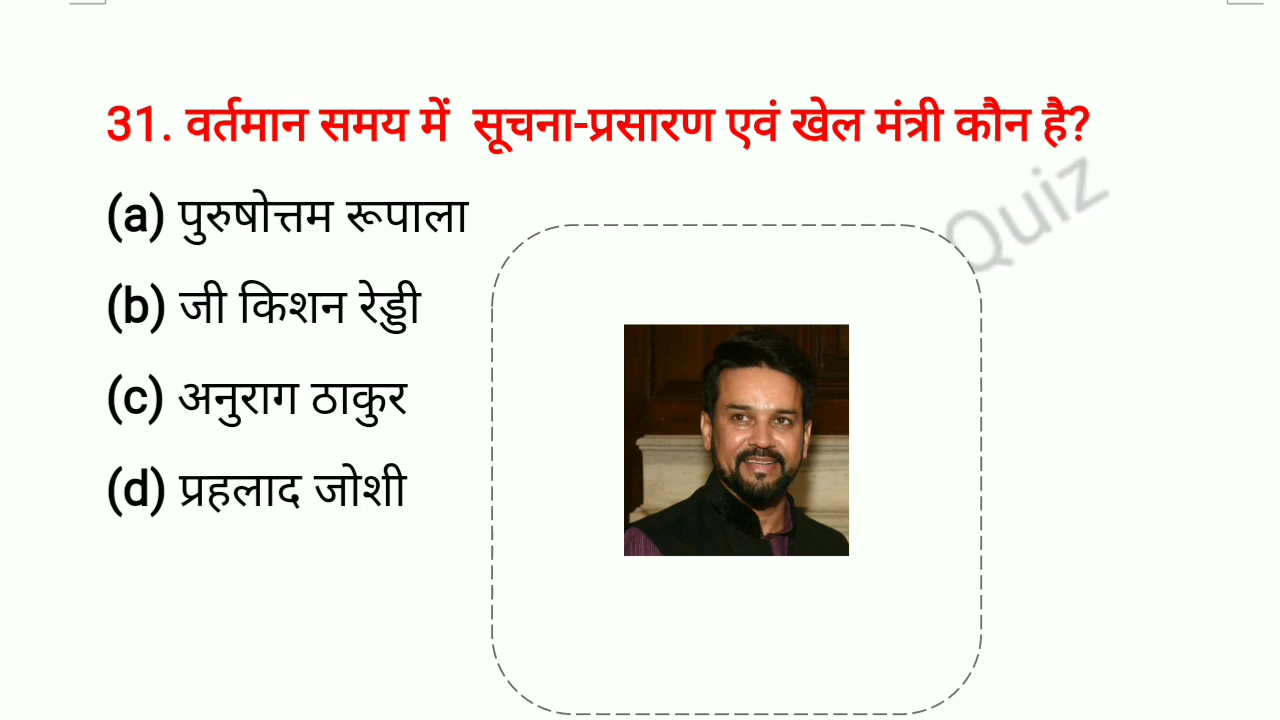 31. वर्तमान समय में सूचना-प्रसारण एवं खेल मंत्री कौन है?
Quiz
(a) पुरुषोत्तम रूपाला
(b) जी किशन रेड्डी
(c) अनुराग ठाकुर
(d) प्रहलाद जोशी